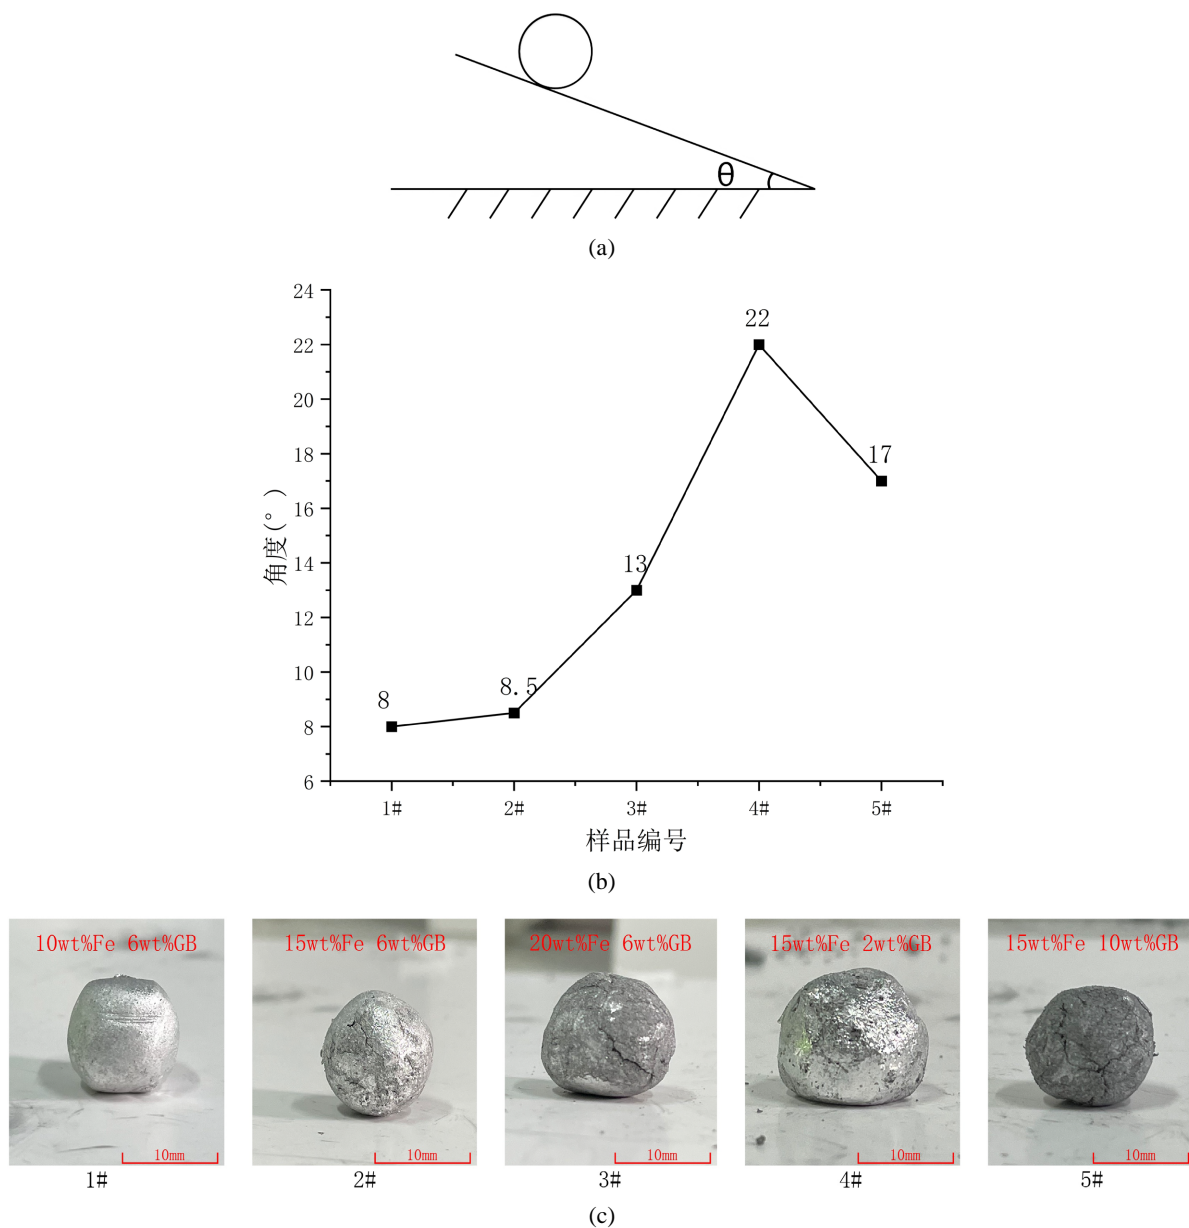 θ
(a)
24
22
20
18
16
14
12
10
8
6
角度(°)
8
8.5
13
22
17
1#
2#
3#
4#
5#
样品编号
(b)
10wt%Fe 6wt%GB
15wt%Fe 6wt%GB
20wt%Fe 6wt%GB
15wt%Fe 2wt%GB
15wt%Fe 10wt%GB
10mm
10mm
10mm
10mm
10mm
1#
2#
3#
4#
5#
(c)